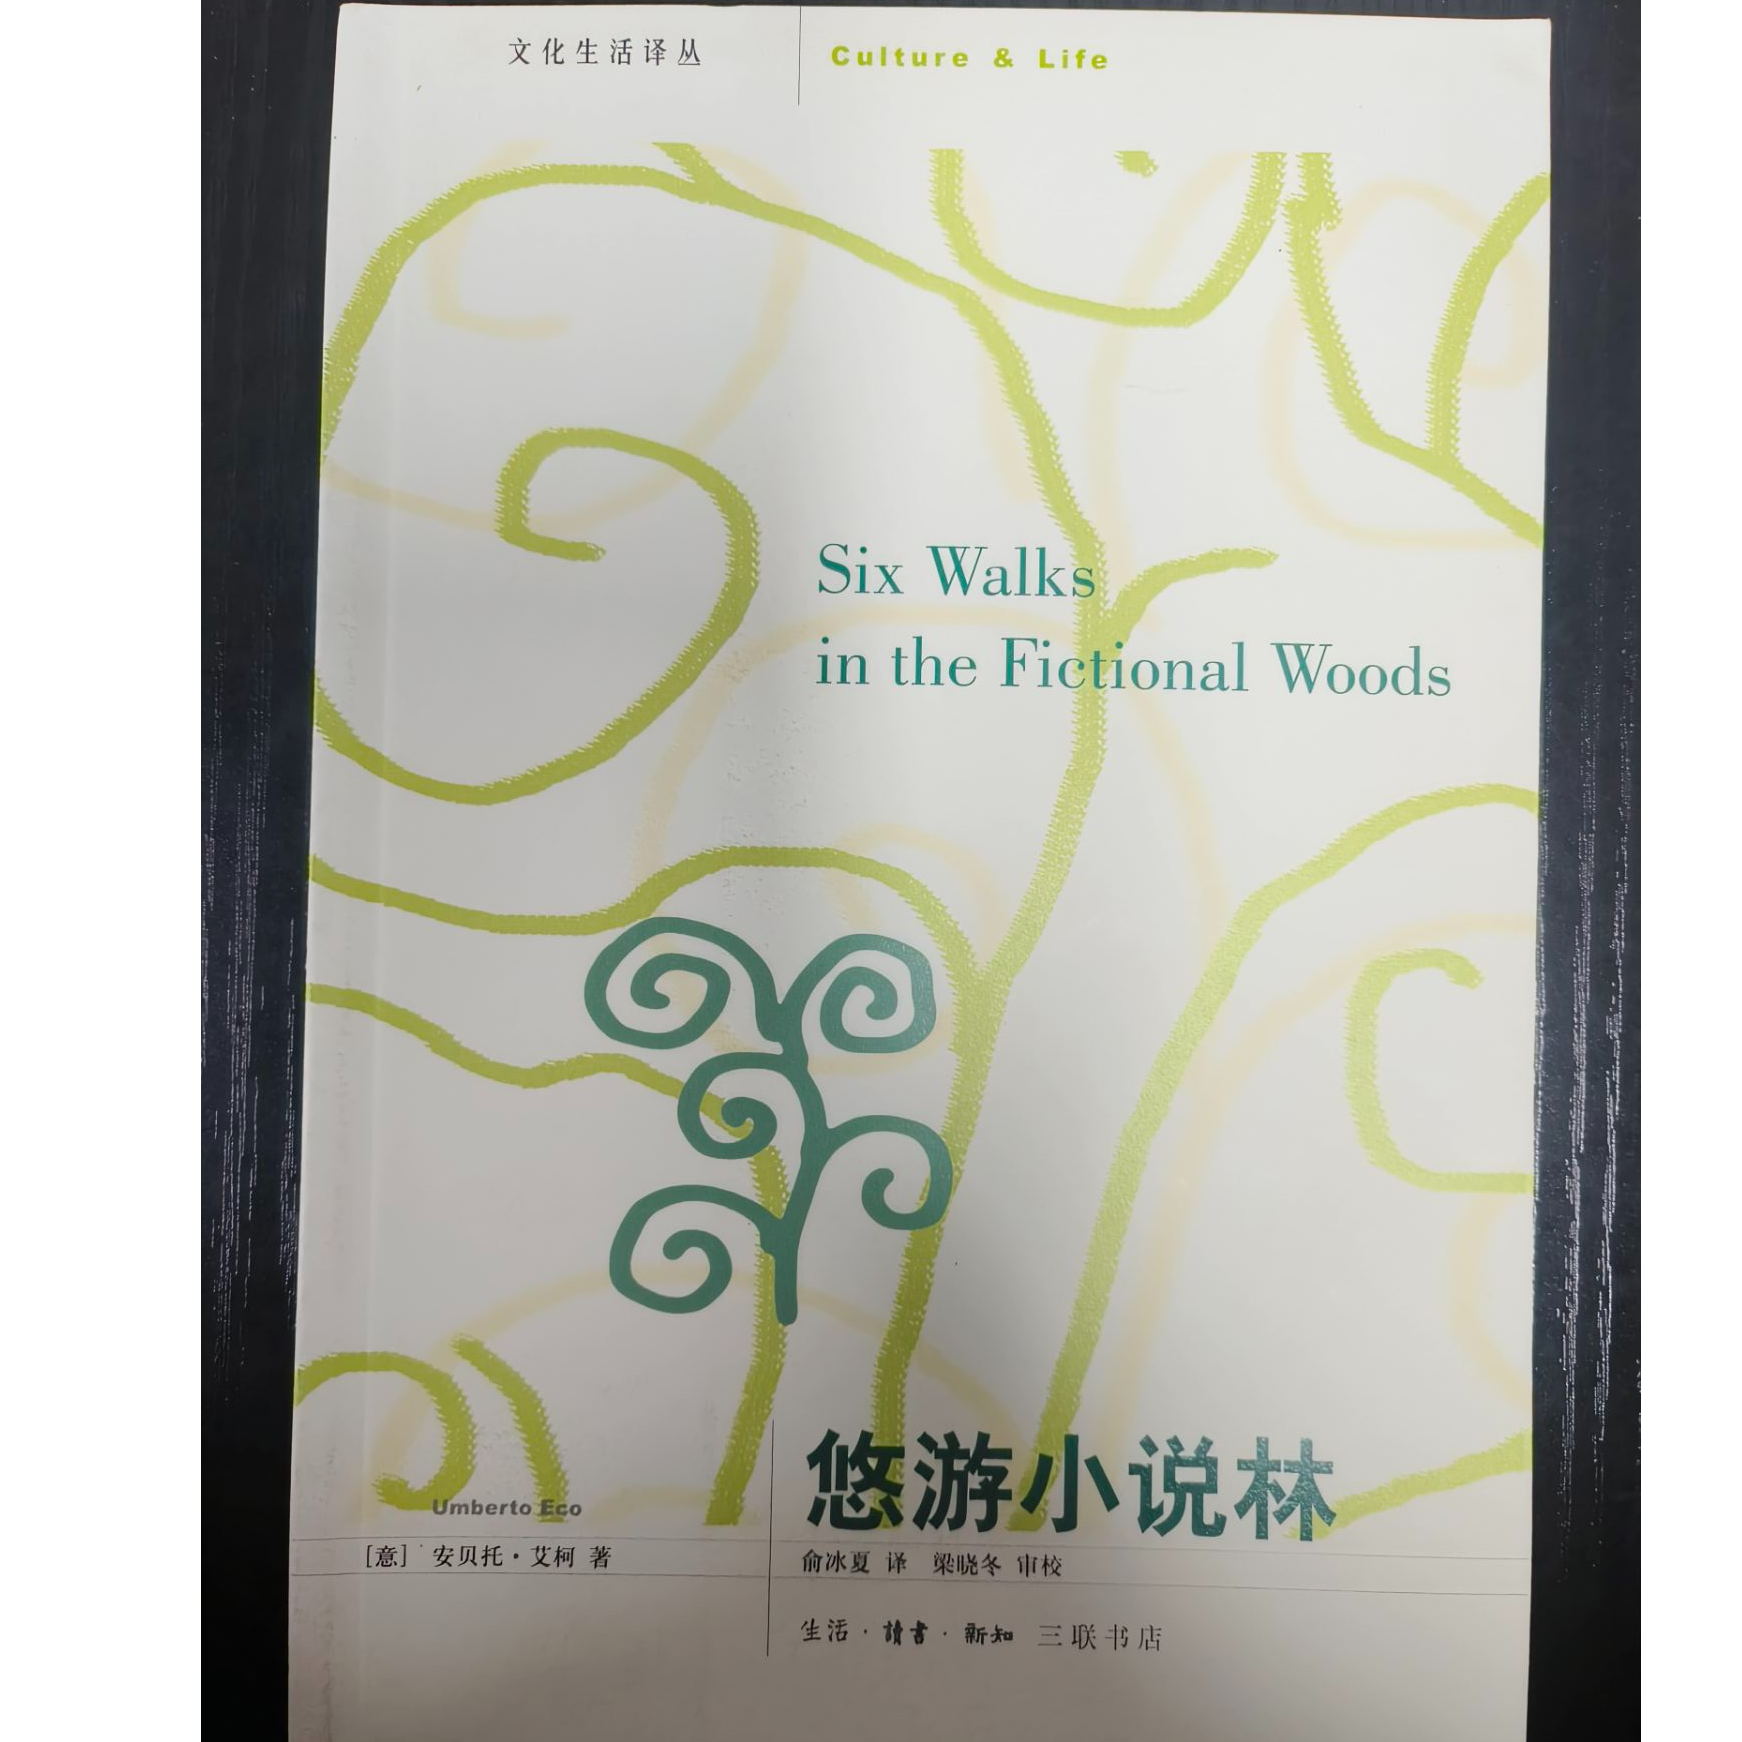 文化生活译丛
Culture & Life
Six Walks
in the Fictional Woods
悠游小说林
Umberto Eco
[意] 安贝托·艾柯 著
俞冰夏 译 梁晓冬 审校
生活·讀書·新知 三联书店